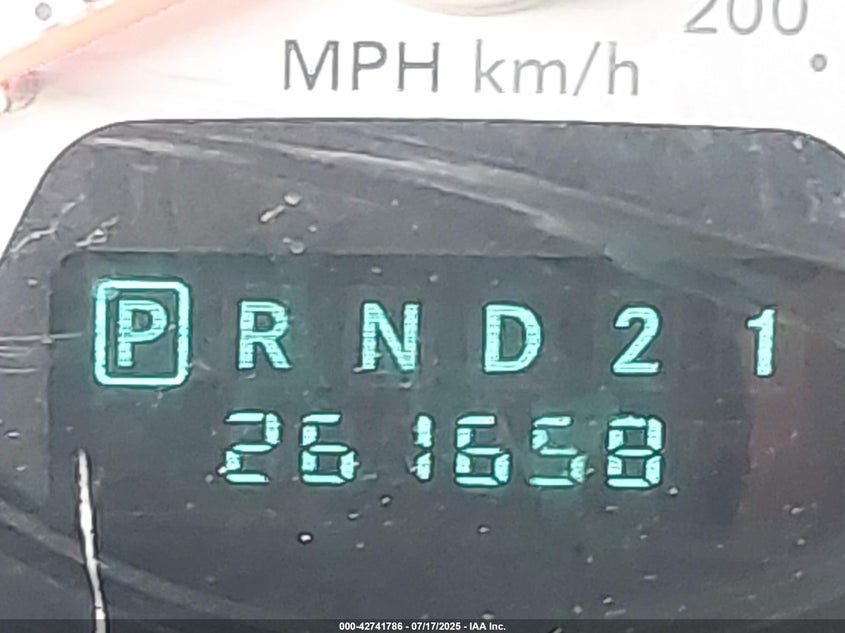 200
MPH km/h
P R N D 2 1
261658
000-42741786 - 07/17/2025 - IAA Inc.